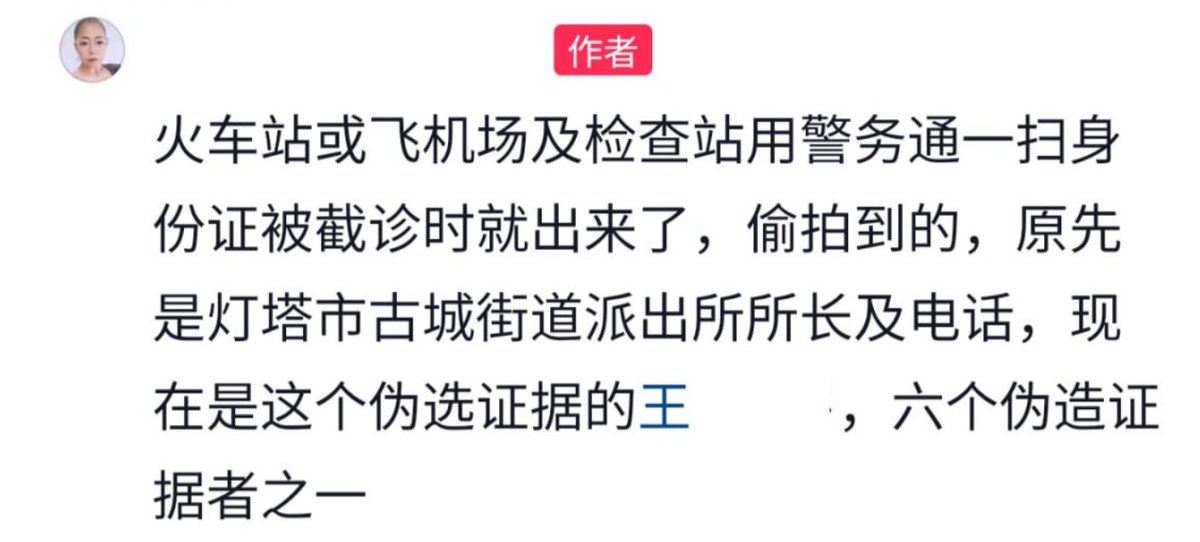 作者
火车站或飞机场及检查站用警务通一扫身
份证被截诊时就出来了，偷拍到的，原先
是灯塔市古城街道派出所所长及电话，现
在是这个伪选证据的王，六个伪造证
据者之一